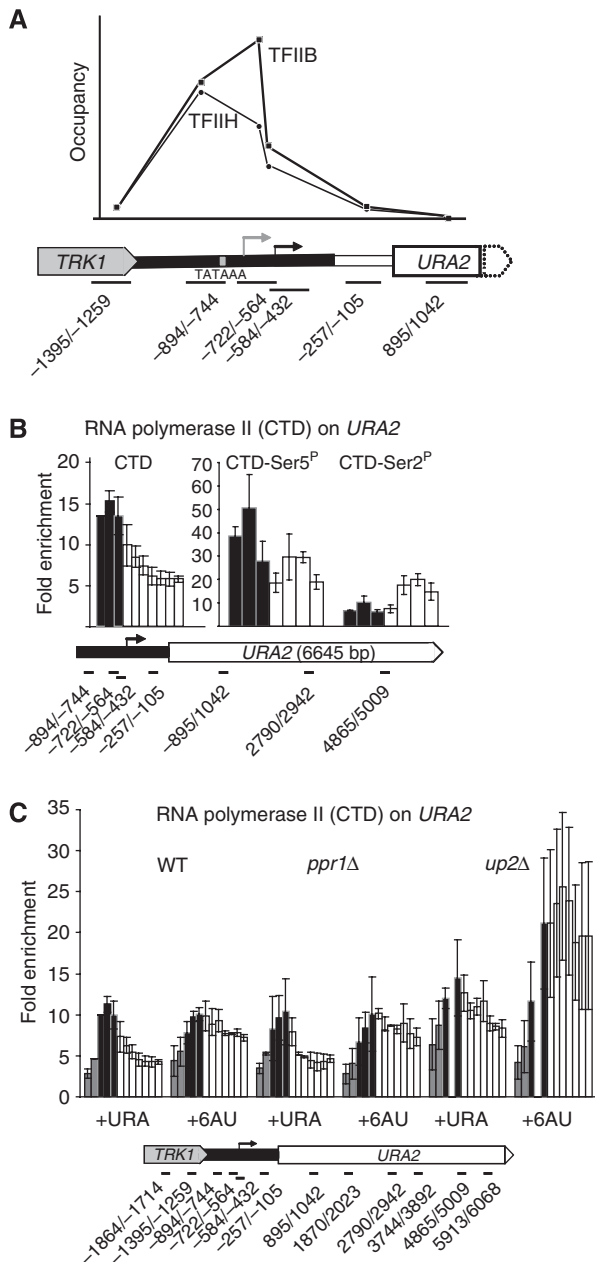 A
Occupancy
TFIIB
TFIIH
TRK1
TATAAA
URA2
–1395/–1259
–894/–744
–722/–564
–584/–432
–257/–105
895/1042
B
RNA polymerase II (CTD) on URA2
Fold enrichment
20
15
10
5
CTD
70
60
50
40
30
20
10
CTD-Ser5P
CTD-Ser2P
URA2 (6645 bp)
–894/–744
–722/–564
–584/–432
–257/–105
–895/1042
2790/2942
4865/5009
C
RNA polymerase II (CTD) on URA2
Fold enrichment
35
30
25
20
15
10
5
0
WT
ppr1Δ
up2Δ
+URA
+6AU
+URA
+6AU
+URA
+6AU
TRK1
URA2
–1864/–1714
–1395/–1259
–894/–744
–722/–564
–584/–432
–257/–105
895/1042
1870/2023
2790/2942
3744/3892
4865/5009
5913/6068